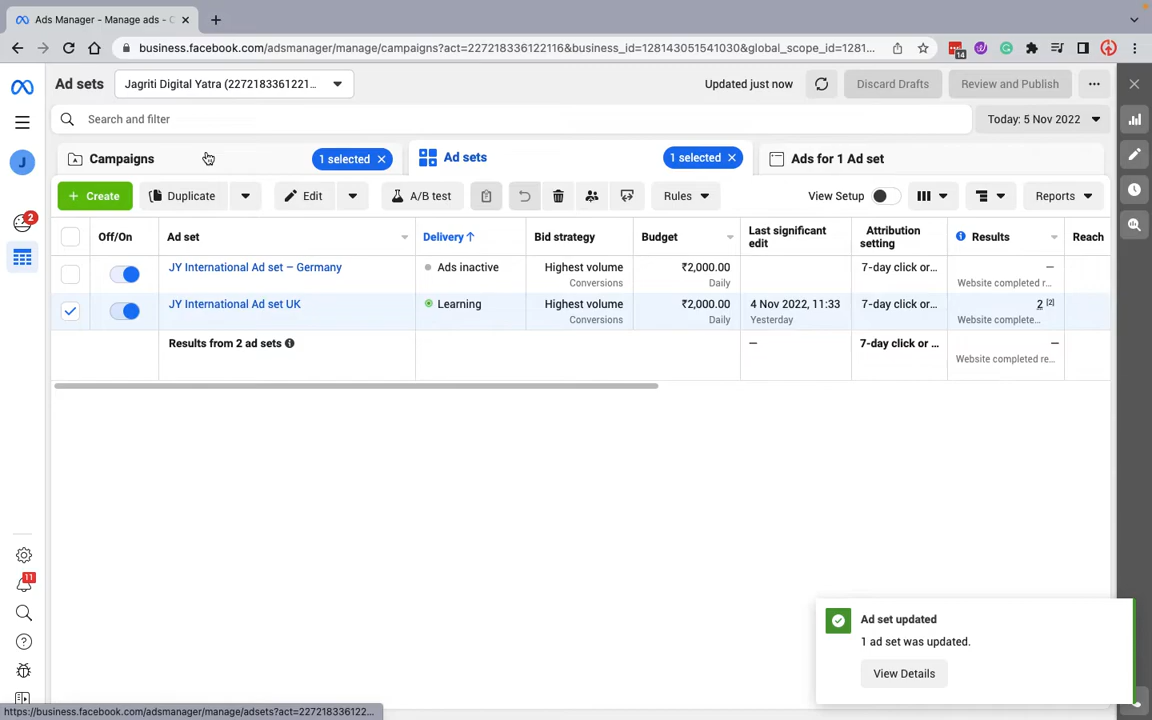 Ads Manager - Manage ads - C
business.facebook.com/adsmanager/manage/campaigns?act=227218336122116&business_id=128143051541030&global_scope_id=1281...
14
Ad sets
Jagriti Digital Yatra (22721833661221...
Updated just now
Discard Drafts
Review and Publish
Search and filter
Today: 5 Nov 2022
J
Campaigns
1 selected
Ad sets
1 selected
Ads for 1 Ad set
+ Create
Duplicate
Edit
A/B test
Rules
View Setup
Reports
2
Off/On
Ad set
Delivery ↑
Bid strategy
Budget
Last significant edit
Attribution setting
Results
Reach
JY International Ad set – Germany
Ads inactive
Highest volume
Conversions
₹2,000.00
Daily
7-day click or...
—
Website completed r...
JY International Ad set UK
Learning
Highest volume
Conversions
₹2,000.00
Daily
4 Nov 2022, 11:33
Yesterday
7-day click or...
2 [2]
Website complete...
Results from 2 ad sets
—
7-day click or ...
—
Website completed re...
11
Ad set updated
1 ad set was updated.
View Details
https://business.facebook.com/adsmanager/manage/adsets?act=227218336122...